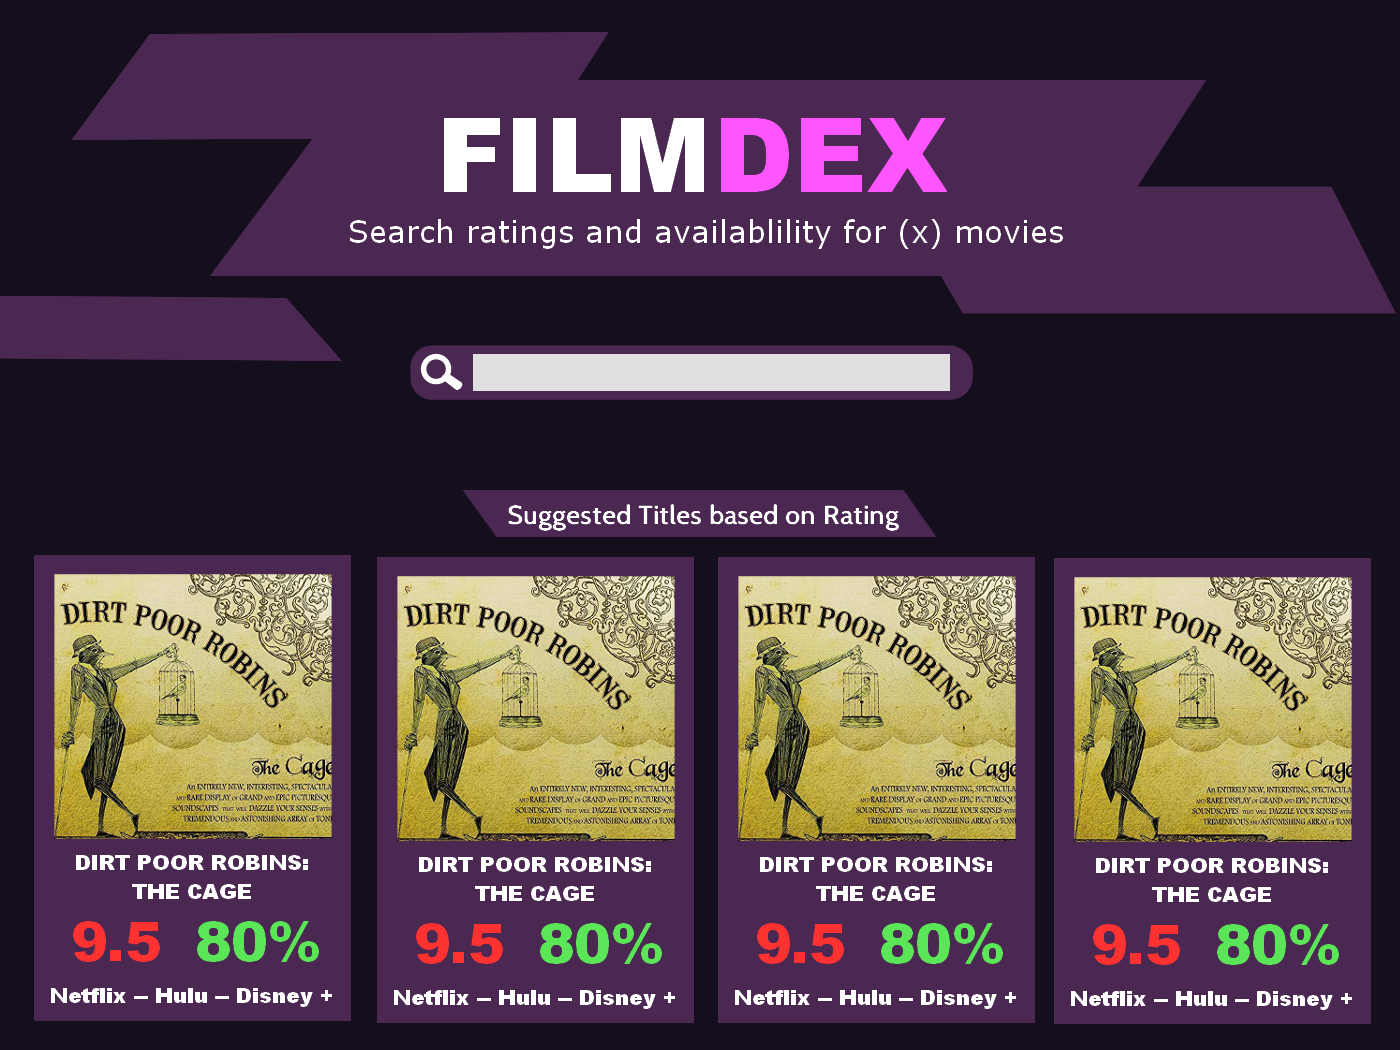 FILMDEX
Search ratings and availablility for (x) movies
Suggested Titles based on Rating
DIRT POOR ROBINS
The Cage
An ENTIRELY NEW, INTERESTING, SPECTACULA
AND RARE DISPLAY OF GRAND AND EPIC PICTURESQU
SOUNDSCAPES THAT WILL DAZZLE YOUR SENSES WITH
TREMENDOUS AND ASTONISHING ARRAY OF TON
DIRT POOR ROBINS:
THE CAGE
9.5 80%
Netflix – Hulu – Disney +
DIRT POOR ROBINS
The Cage
An ENTIRELY NEW, INTERESTING, SPECTACULA
AND RARE DISPLAY OF GRAND AND EPIC PICTURESQU
SOUNDSCAPES THAT WILL DAZZLE YOUR SENSES WITH
TREMENDOUS AND ASTONISHING ARRAY OF TON
DIRT POOR ROBINS:
THE CAGE
9.5 80%
Netflix – Hulu – Disney +
DIRT POOR ROBINS
The Cage
An ENTIRELY NEW, INTERESTING, SPECTACULA
AND RARE DISPLAY OF GRAND AND EPIC PICTURESQU
SOUNDSCAPES THAT WILL DAZZLE YOUR SENSES WITH
TREMENDOUS AND ASTONISHING ARRAY OF TON
DIRT POOR ROBINS:
THE CAGE
9.5 80%
Netflix – Hulu – Disney +
DIRT POOR ROBINS
The Cage
An ENTIRELY NEW, INTERESTING, SPECTACULA
AND RARE DISPLAY OF GRAND AND EPIC PICTURESQU
SOUNDSCAPES THAT WILL DAZZLE YOUR SENSES WITH
TREMENDOUS AND ASTONISHING ARRAY OF TON
DIRT POOR ROBINS:
THE CAGE
9.5 80%
Netflix – Hulu – Disney +